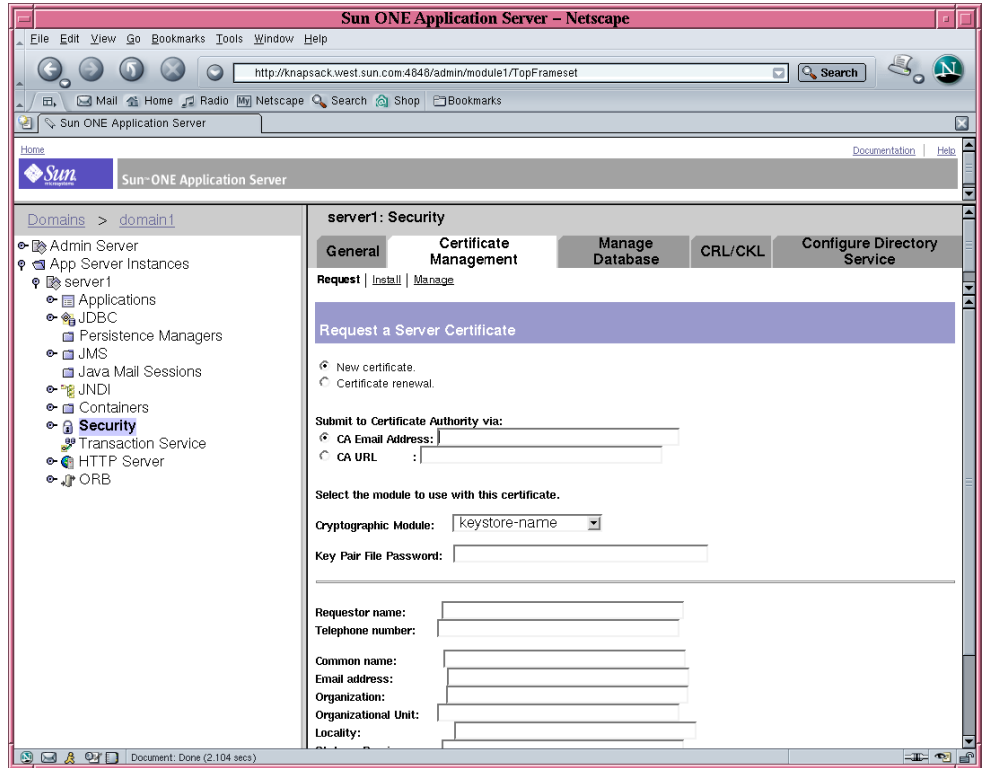 Sun ONE Application Server – Netscape
File Edit View Go Bookmarks Tools Window Help
http://knapsack.west.sun.com:4848/admin/module1/TopFrameset
Search
N
Mail Home Radio My Netscape Search Shop Bookmarks
Sun ONE Application Server
Home
Documentation | Help
Sun
microsystems
Sun ONE Application Server
Domains > domain1
Admin Server
App Server Instances
server1
Applications
JDBC
Persistence Managers
JMS
Java Mail Sessions
JNDI
Containers
Security
Transaction Service
HTTP Server
ORB
server1: Security
General
Certificate
Management
Manage
Database
CRL/CKL
Configure Directory
Service
Request | Install | Manage
Request a Server Certificate
New certificate.
Certificate renewal.
Submit to Certificate Authority via:
CA Email Address:
CA URL :
Select the module to use with this certificate.
Cryptographic Module: keystore-name
Key Pair File Password:
Requestor name:
Telephone number:
Common name:
Email address:
Organization:
Organizational Unit:
Locality:
Document: Done (2.104 secs)